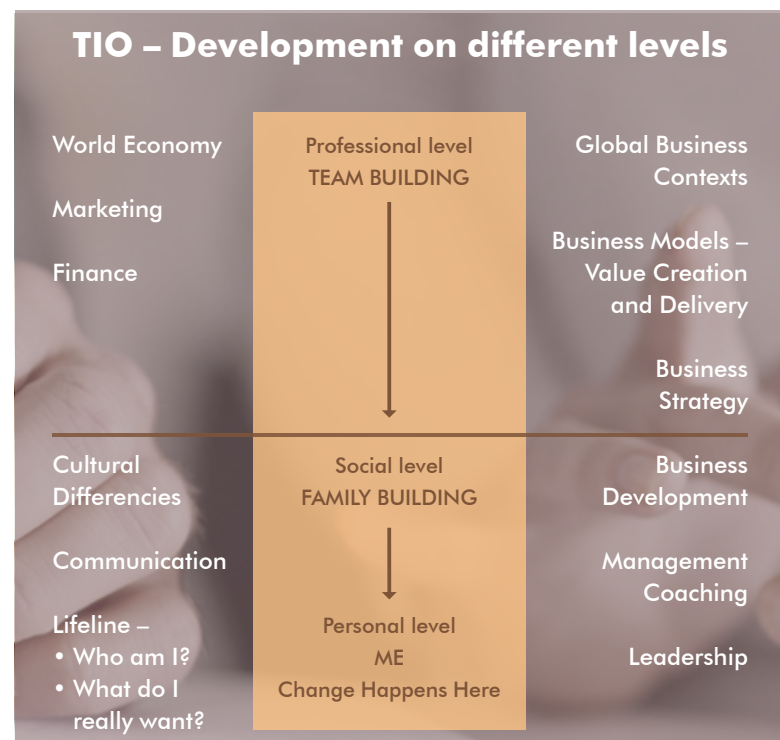 TIO – Development on different levels
World Economy
Marketing
Finance
Professional level
TEAM BUILDING
Global Business
Contexts
Business Models –
Value Creation
and Delivery
Business
Strategy
Cultural
Differencies
Communication
Lifeline –
• Who am I?
• What do I
really want?
Social level
FAMILY BUILDING
Personal level
ME
Change Happens Here
Business
Development
Management
Coaching
Leadership